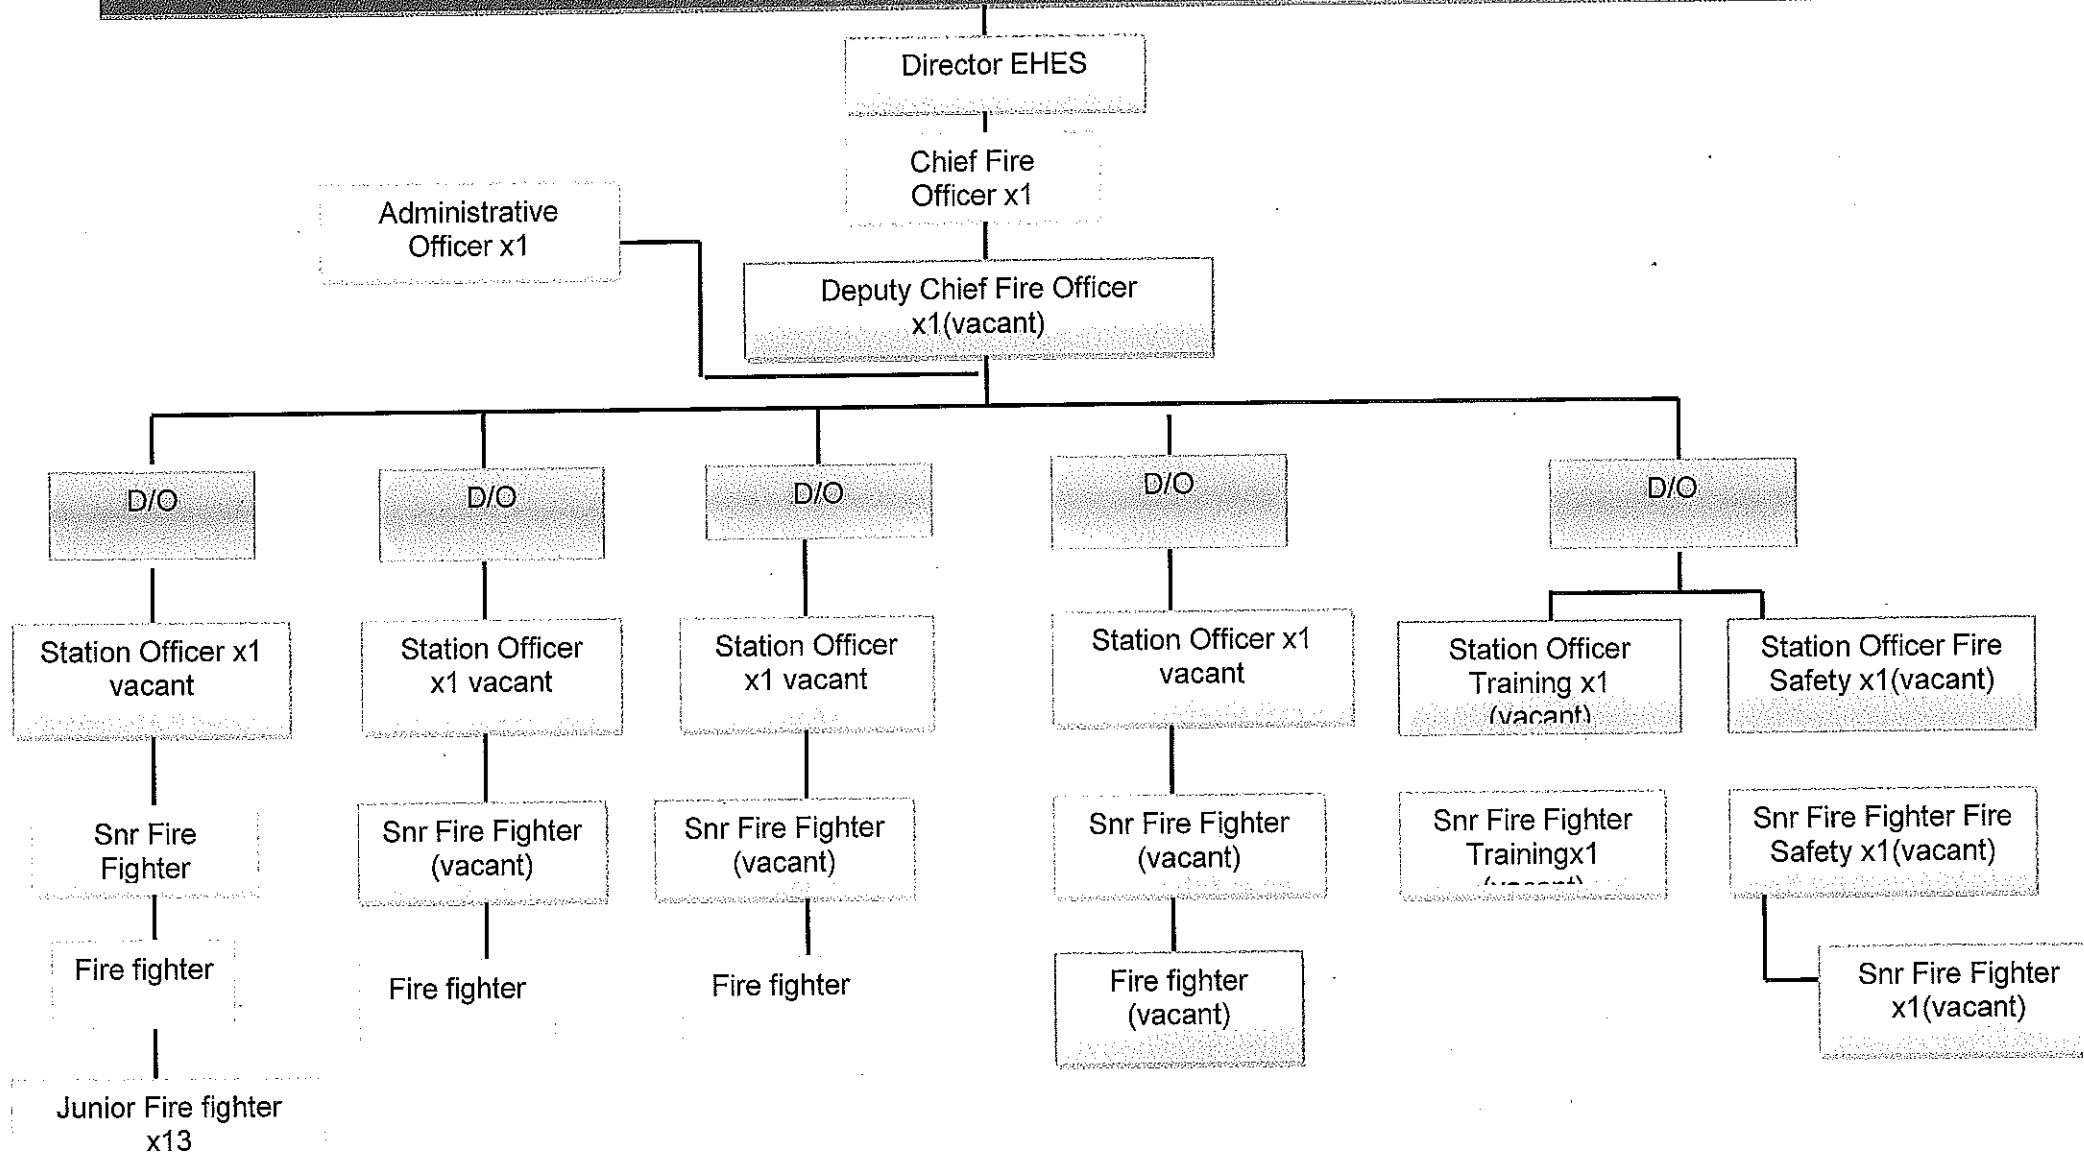 Director EHES
Chief Fire
Officer x1
Administrative
Officer x1
Deputy Chief Fire Officer
x1(vacant)
D/O
D/O
D/O
D/O
D/O
Station Officer x1
vacant
Station Officer
x1 vacant
Station Officer
x1 vacant
Station Officer x1
vacant
Station Officer
Training x1
(vacant)
Station Officer Fire
Safety x1(vacant)
Snr Fire
Fighter
Snr Fire Fighter
(vacant)
Snr Fire Fighter
(vacant)
Snr Fire Fighter
(vacant)
Snr Fire Fighter
Trainingx1
(vacant)
Snr Fire Fighter Fire
Safety x1(vacant)
Fire fighter
Fire fighter
Fire fighter
Fire fighter
(vacant)
Snr Fire Fighter
x1(vacant)
Junior Fire fighter
x13